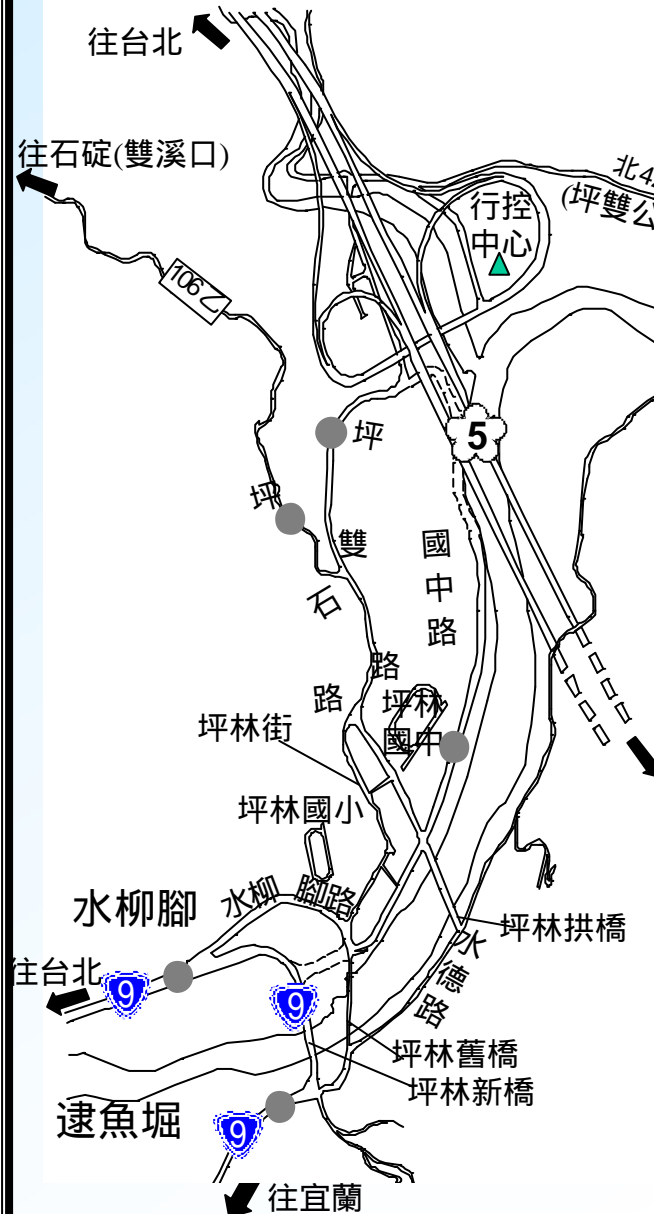 往台北
往石碇(雙溪口)
北4
(坪雙公
行控
中心
106乙
5
坪
坪
雙
石
國
中
路
路
路
坪林
國中
坪林街
坪林國小
水柳腳
水柳 腳路
坪林拱橋
水
德
路
往台北
9
9
坪林舊橋
坪林新橋
逮魚堀
9
往宜蘭